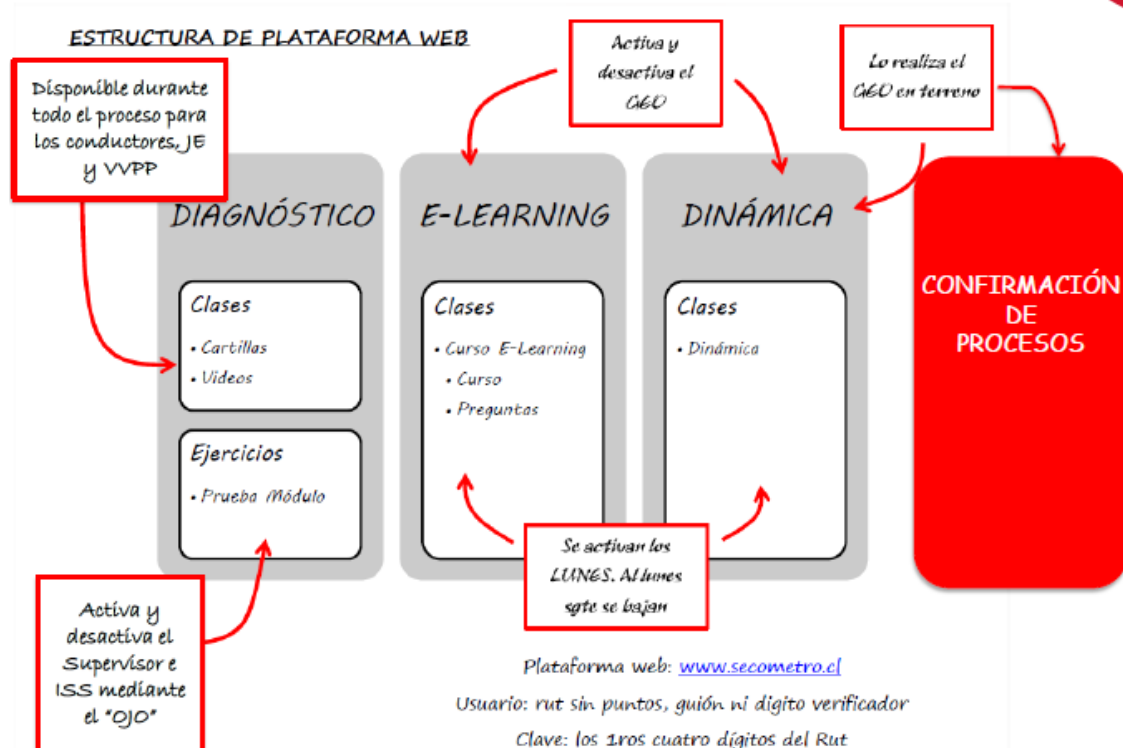 ESTRUCTURA DE PLATAFORMA WEB
Disponible durante
todo el proceso para
los conductores, JE
y VVPP
Activa y
desactiva el
GEO
Lo realiza el
GEO en terreno
DIAGNÓSTICO
Clases
• Cartillas
• Videos
Ejercicios
• Prueba Módulo
E-LEARNING
Clases
• Curso E-Learning
• Curso
• Preguntas
DINÁMICA
Clases
• Dinámica
CONFIRMACIÓN
DE
PROCESOS
Se activan los
LUNES. Al lunes
sgte se bajan
Activa y
desactiva el
Supervisor e
ISS mediante
el "OJO"
Plataforma web: www.secometro.cl
Usuario: rut sin puntos, guión ni digito verificador
Clave: los 1ros cuatro dígitos del Rut